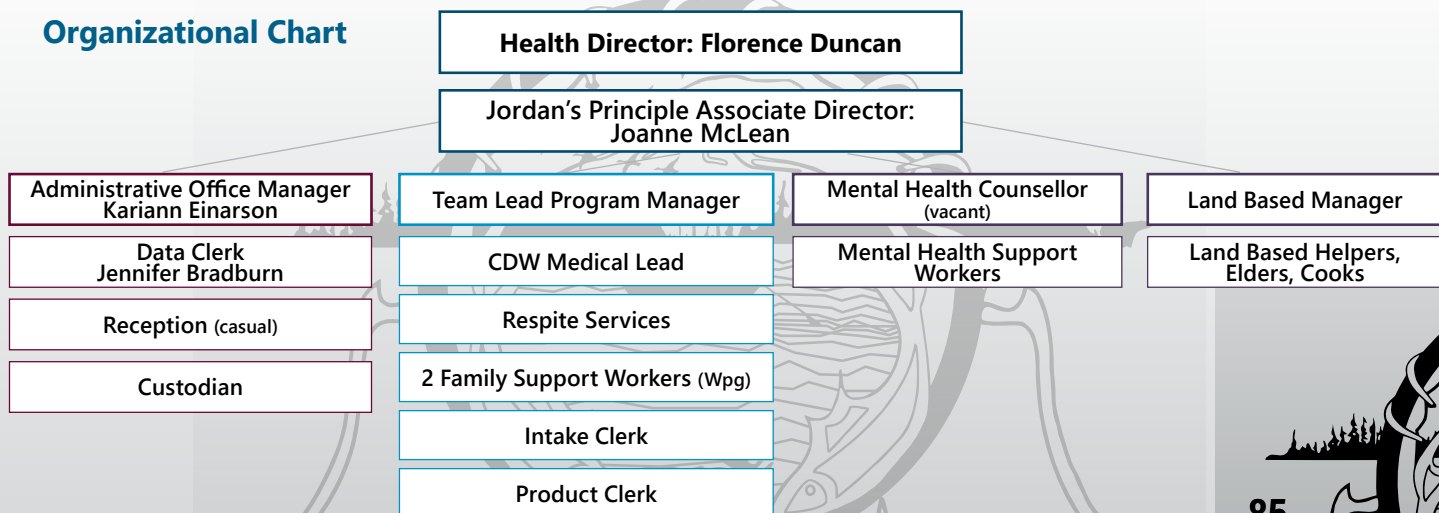 Organizational Chart
Health Director: Florence Duncan
Jordan’s Principle Associate Director:
Joanne McLean
Administrative Office Manager
Kariann Einarson
Data Clerk
Jennifer Bradburn
Reception (casual)
Custodian
Team Lead Program Manager
CDW Medical Lead
Respite Services
2 Family Support Workers (Wpg)
Intake Clerk
Product Clerk
Mental Health Counsellor
(vacant)
Mental Health Support
Workers
Land Based Manager
Land Based Helpers,
Elders, Cooks
85